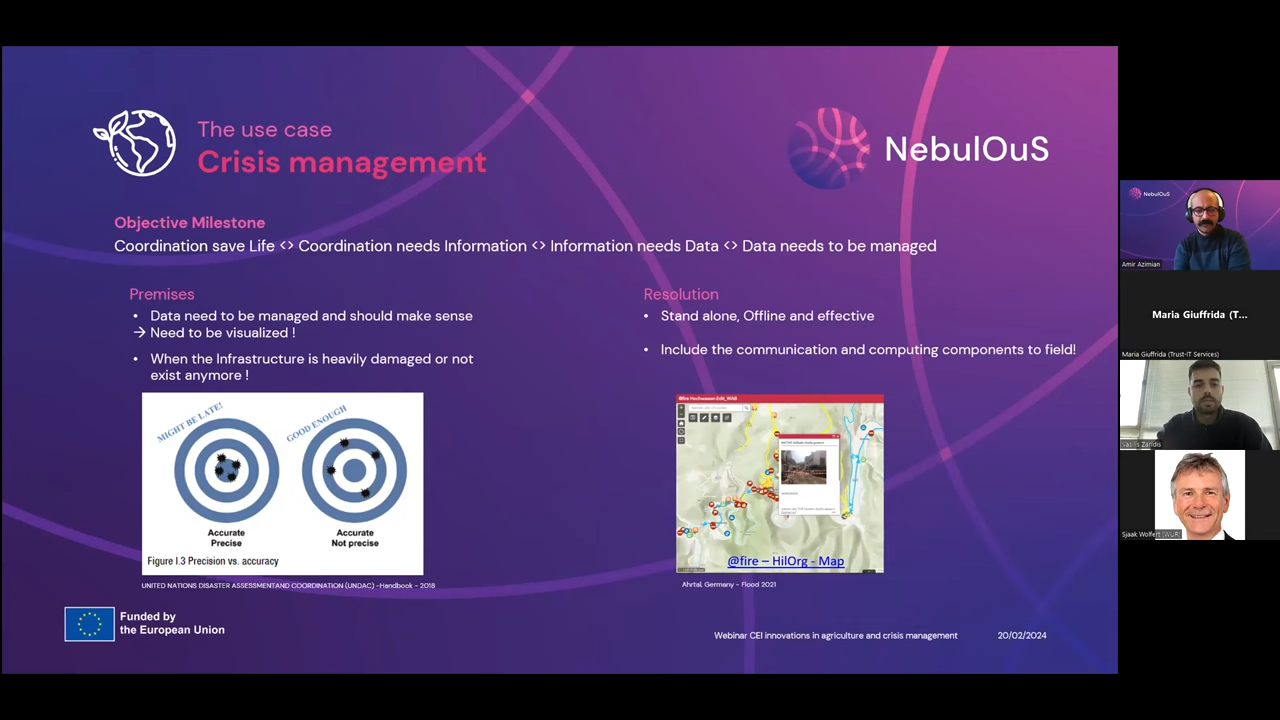 The use case
Crisis management
NebulOuS
Objective Milestone
Coordination save Life <> Coordination needs Information <> Information needs Data <> Data needs to be managed
Premises
• Data need to be managed and should make sense
→ Need to be visualized !
• When the Infrastructure is heavily damaged or not
exist anymore !
MIGHT BE LATE!
GOOD ENOUGH
Accurate
Precise
Accurate
Not precise
Figure I.3 Precision vs. accuracy
UNITED NATIONS DISASTER ASSESSMENTAND COORDINATION (UNDAC) -Handbook - 2018
Resolution
• Stand alone, Offline and effective
• Include the communication and computing components to field!
@fire Hochwasser-Edit_WebI
@fire – HilOrg - Map
Ahrtal, Germany - Flood 2021
Funded by
the European Union
Webinar CEI innovations in agriculture and crisis management
20/02/2024
NebulOuS
Amir Azimian
Maria Giuffrida (T...
Maria Giuffrida (Trust-IT Services)
Sjaak Wolfert (WUR)